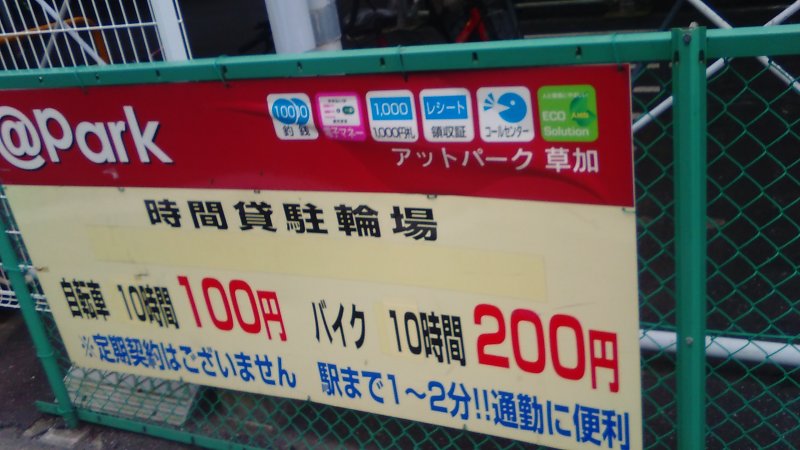 @Park
100 10 釣銭 電子マネー 1,000 1,000円札 レシート 領収証 コールセンター ECO Solution
アットパーク 草加
時間貸駐輪場
自転車 10時間 100円 バイク 10時間 200円
※定期契約はございません 駅まで1～2分!!通勤に便利